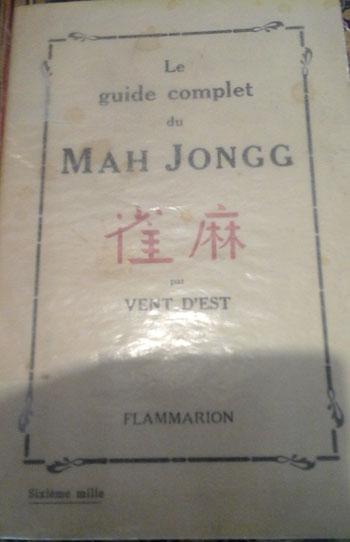 Le
guide complet
du
MAH JONGG
雀麻
par
VENT D'EST
FLAMMARION
Sixième mille